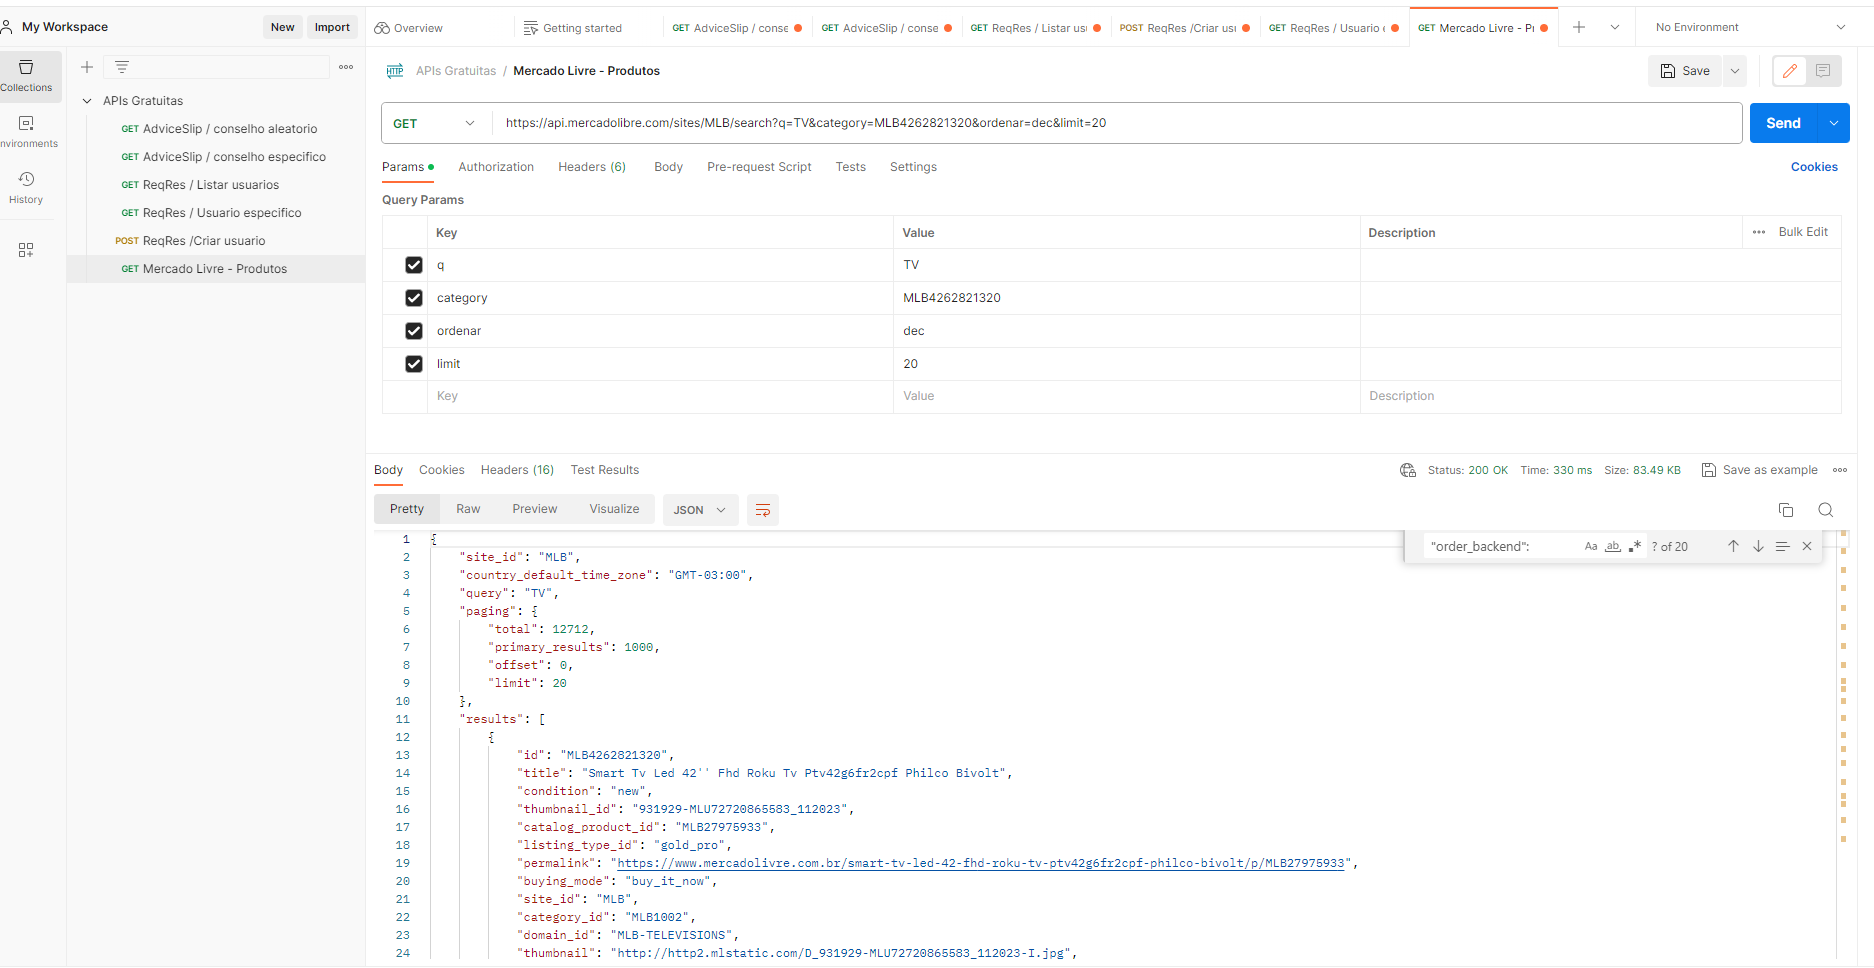 My Workspace
New
Import
Overview
Getting started
GET AdviceSlip / conse
GET AdviceSlip / conse
GET ReqRes / Listar usu
POST ReqRes /Criar usu
GET ReqRes / Usuario e
GET Mercado Livre - Pr
No Environment
Collections
APIs Gratuitas / Mercado Livre - Produtos
Save
APIs Gratuitas
GET AdviceSlip / conselho aleatorio
GET AdviceSlip / conselho especifico
GET ReqRes / Listar usuarios
GET ReqRes / Usuario especifico
POST ReqRes /Criar usuario
GET Mercado Livre - Produtos
nvironments
History
GET
https://api.mercadolibre.com/sites/MLB/search?q=TV&category=MLB4262821320&ordenar=dec&limit=20
Send
Params
Authorization
Headers (6)
Body
Pre-request Script
Tests
Settings
Cookies
Query Params
Key Value Description
Bulk Edit
q TV
category MLB4262821320
ordenar dec
limit 20
Key Value Description
Body
Cookies
Headers (16)
Test Results
Status: 200 OK Time: 330 ms Size: 83.49 KB
Save as example
Pretty
Raw
Preview
Visualize
JSON
"order_backend":
Aa ab ? of 20
1 {
2 "site_id": "MLB",
3 "country_default_time_zone": "GMT-03:00",
4 "query": "TV",
5 "paging": {
6 "total": 12712,
7 "primary_results": 1000,
8 "offset": 0,
9 "limit": 20
10 },
11 "results": [
12 {
13 "id": "MLB4262821320",
14 "title": "Smart Tv Led 42'' Fhd Roku Tv Ptv42g6fr2cpf Philco Bivolt",
15 "condition": "new",
16 "thumbnail_id": "931929-MLU72720865583_112023",
17 "catalog_product_id": "MLB27975933",
18 "listing_type_id": "gold_pro",
19 "permalink": "https://www.mercadolivre.com.br/smart-tv-led-42-fhd-roku-tv-ptv42g6fr2cpf-philco-bivolt/p/MLB27975933",
20 "buying_mode": "buy_it_now",
21 "site_id": "MLB",
22 "category_id": "MLB1002",
23 "domain_id": "MLB-TELEVISIONS",
24 "thumbnail": "http://http2.mlstatic.com/D_931929-MLU72720865583_112023-I.jpg",